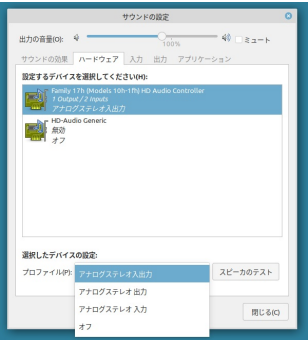 サウンドの設定
出力の音量(O):
100%
ミュート
サウンドの効果 ハードウェア 入力 出力 アプリケーション
設定するデバイスを選択してください(H):
Family 17h (Models 10h-1fh) HD Audio Controller
1 Output / 2 Inputs
アナログステレオ入出力
HD-Audio Generic
無効
オフ
選択したデバイスの設定:
プロファイル(P): アナログステレオ入出力 スピーカのテスト
アナログステレオ 出力
アナログステレオ 入力
オフ
閉じる(C)